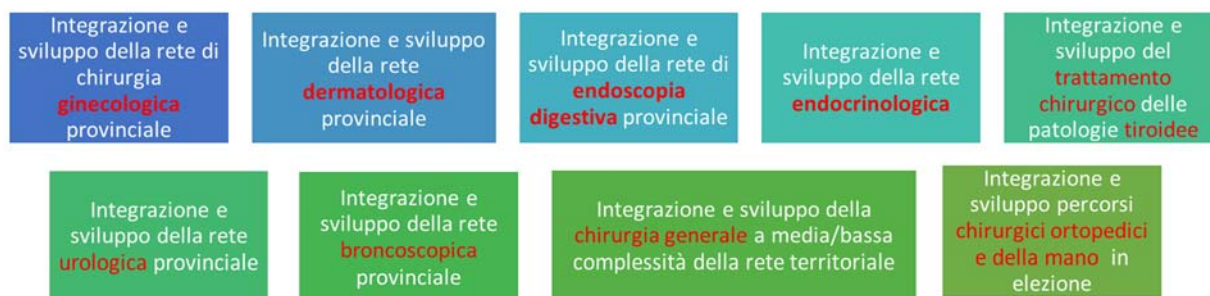 Integrazione e
sviluppo della rete di
chirurgia
ginecologica
provinciale
Integrazione e sviluppo
della rete
dermatologica
provinciale
Integrazione e
sviluppo della rete di
endoscopia
digestiva provinciale
Integrazione e
sviluppo della rete
endocrinologica
Integrazione e
sviluppo del
trattamento
chirurgico delle
patologie tiroidee
Integrazione e
sviluppo della rete
urologica provinciale
Integrazione e
sviluppo della rete
broncoscopica
provinciale
Integrazione e sviluppo della
chirurgia generale a media/bassa
complessità della rete territoriale
Integrazione e
sviluppo percorsi
chirurgici ortopedici
e della mano in
elezione